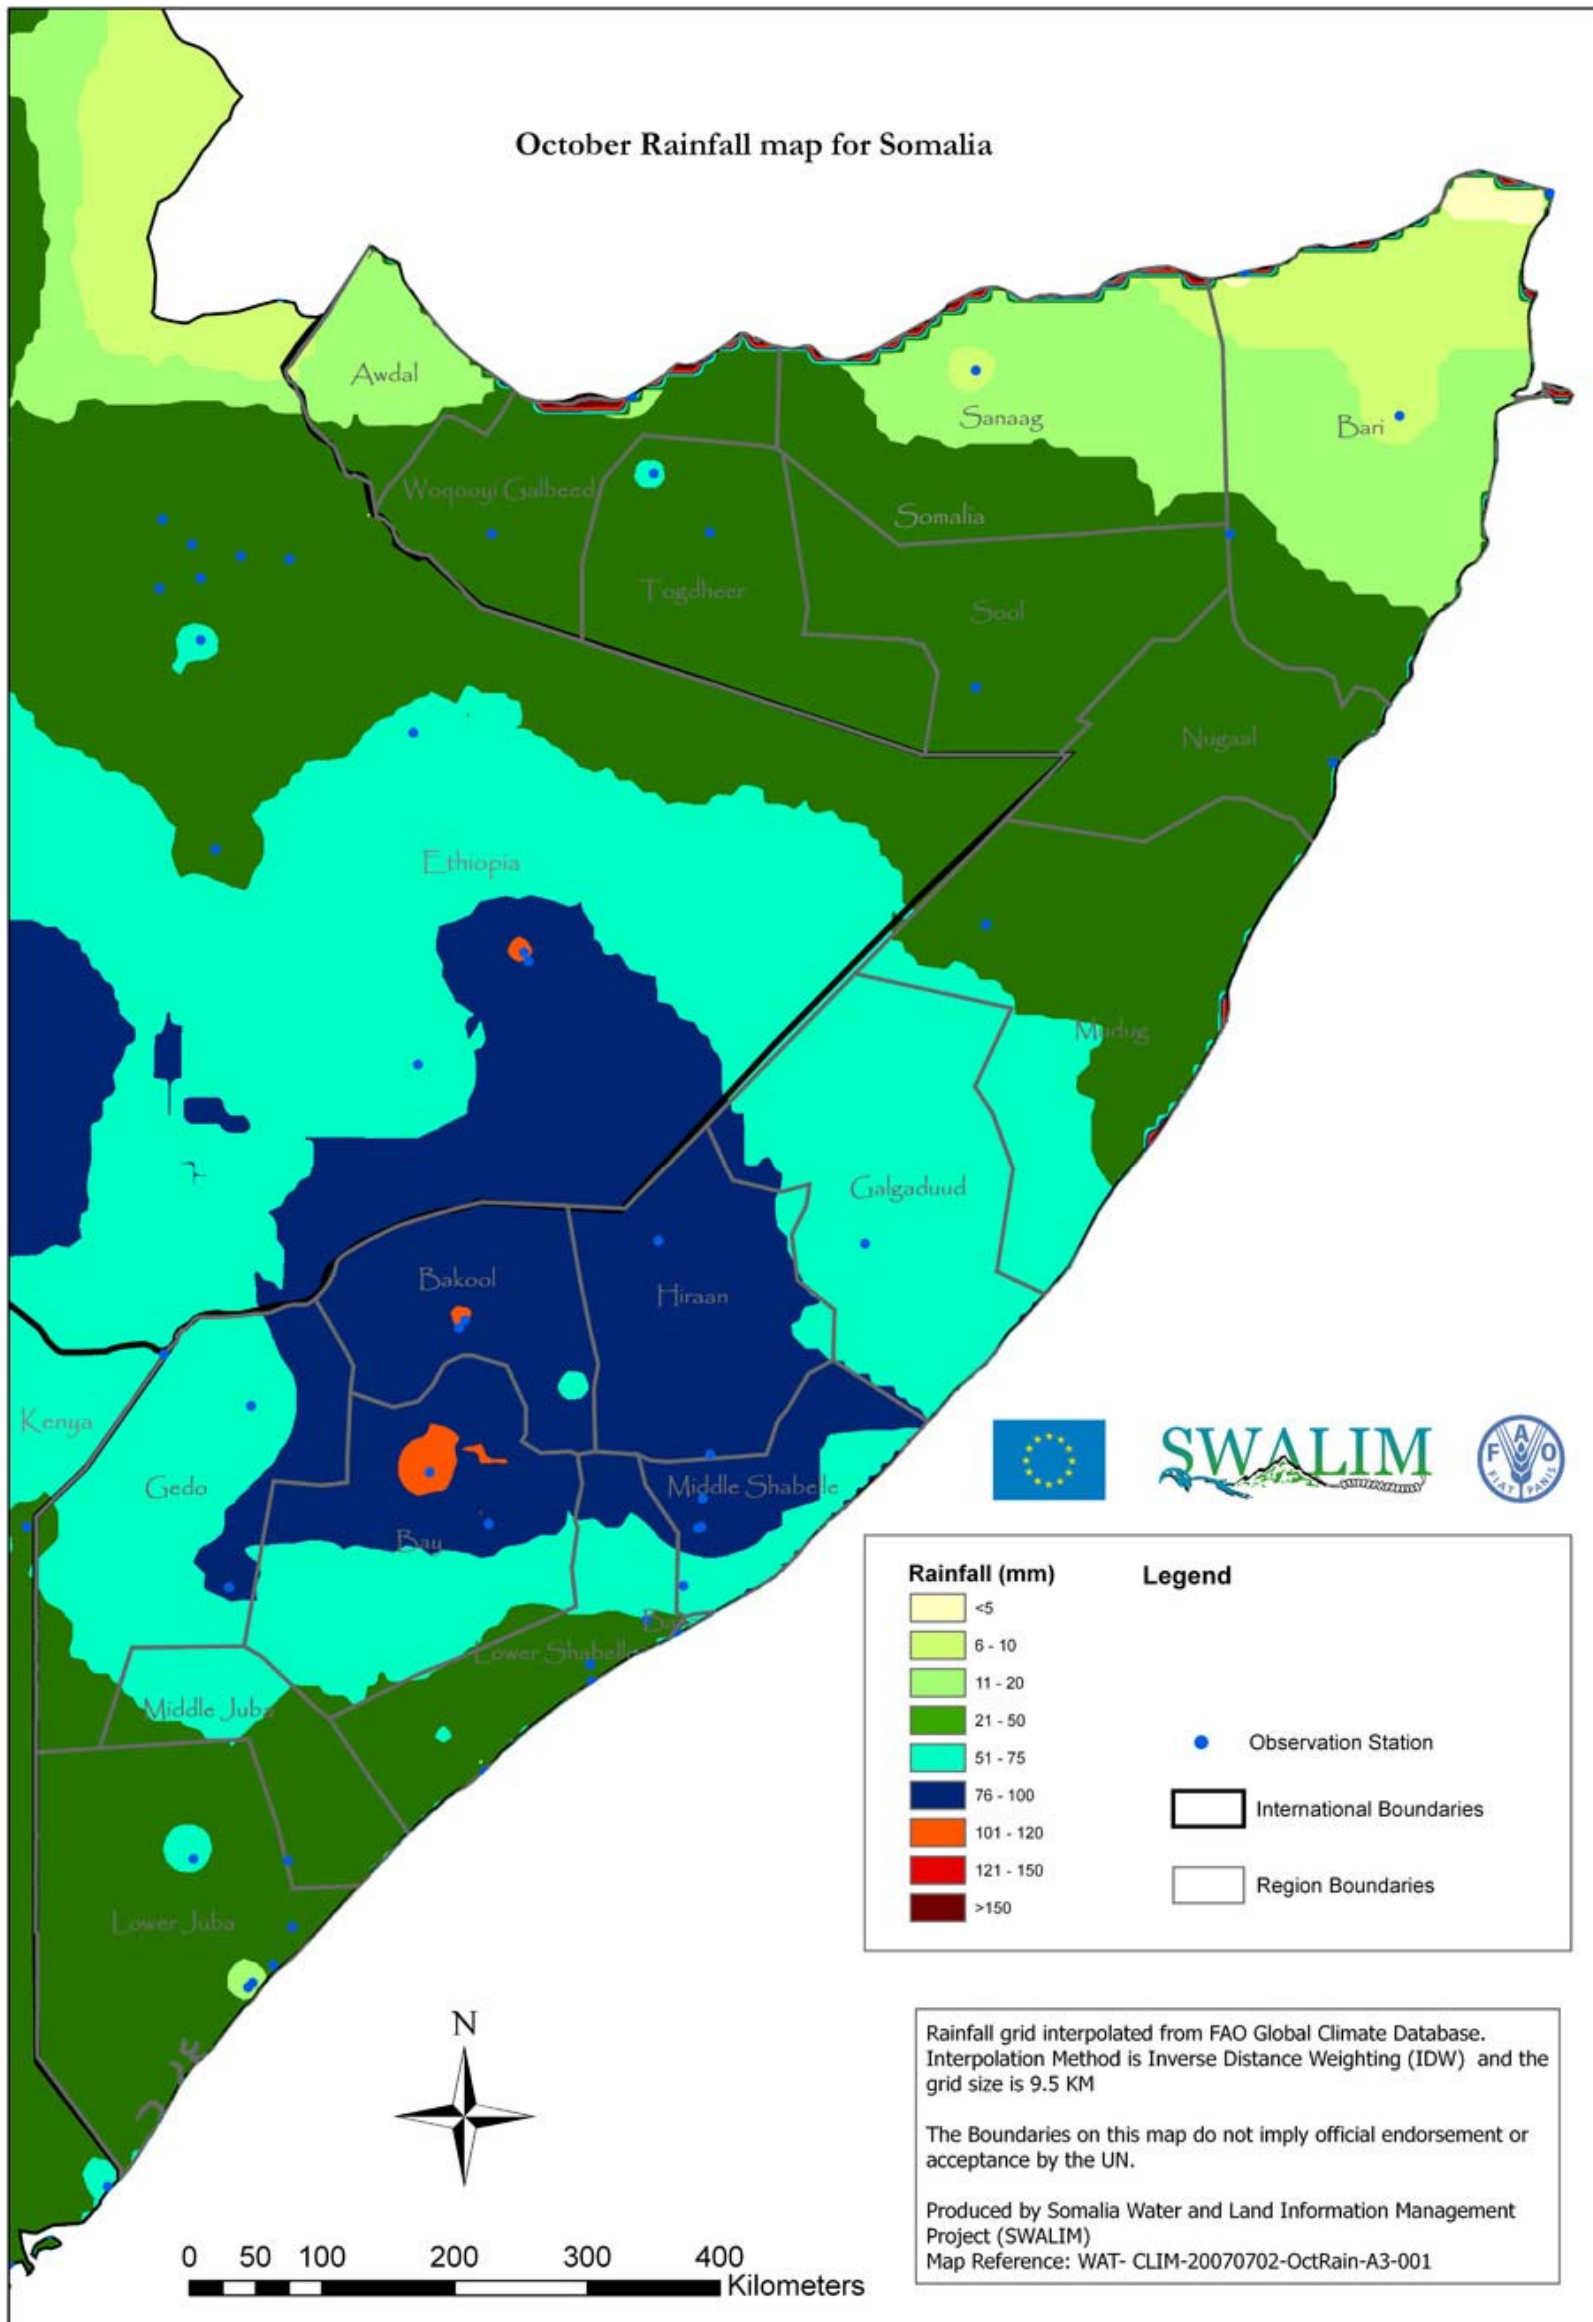 October Rainfall map for Somalia
Awdal
Sanaag
Bari
Woqooyi Galbeed
Somalia
Togdheer
Sool
Nugaal
Ethiopia
Mudug
Galgaduud
Bakool
Hiraan
Kenya
Gedo
Middle Shabelle
Bay
Lower Shabelle
Middle Juba
Lower Juba
SWALIM
FAO
FIAT PANIS
Rainfall (mm)
<5
6 - 10
11 - 20
21 - 50
51 - 75
76 - 100
101 - 120
121 - 150
>150
Legend
Observation Station
International Boundaries
Region Boundaries
N
0 50 100 200 300 400
Kilometers
Rainfall grid interpolated from FAO Global Climate Database.
Interpolation Method is Inverse Distance Weighting (IDW) and the
grid size is 9.5 KM
The Boundaries on this map do not imply official endorsement or
acceptance by the UN.
Produced by Somalia Water and Land Information Management
Project (SWALIM)
Map Reference: WAT- CLIM-20070702-OctRain-A3-001